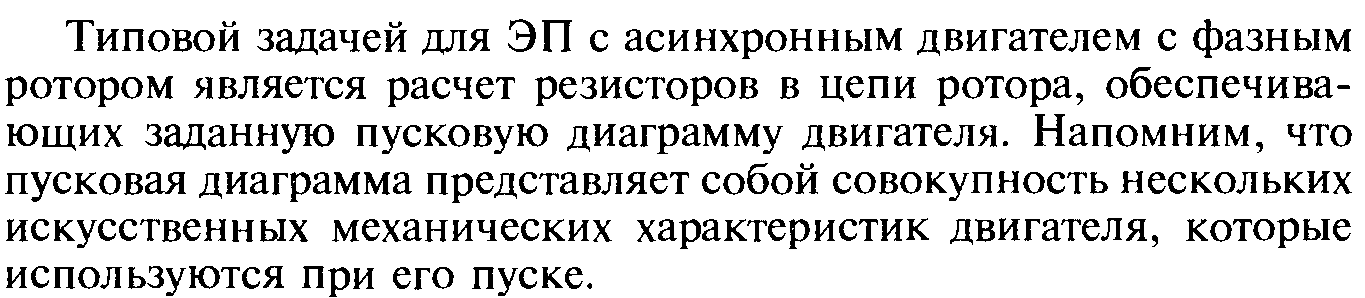 Типовой задачей для ЭП с асинхронным двигателем с фазным
ротором является расчет резисторов в цепи ротора, обеспечива-
ющих заданную пусковую диаграмму двигателя. Напомним, что
пусковая диаграмма представляет собой совокупность нескольких
искусственных механических характеристик двигателя, которые
используются при его пуске.